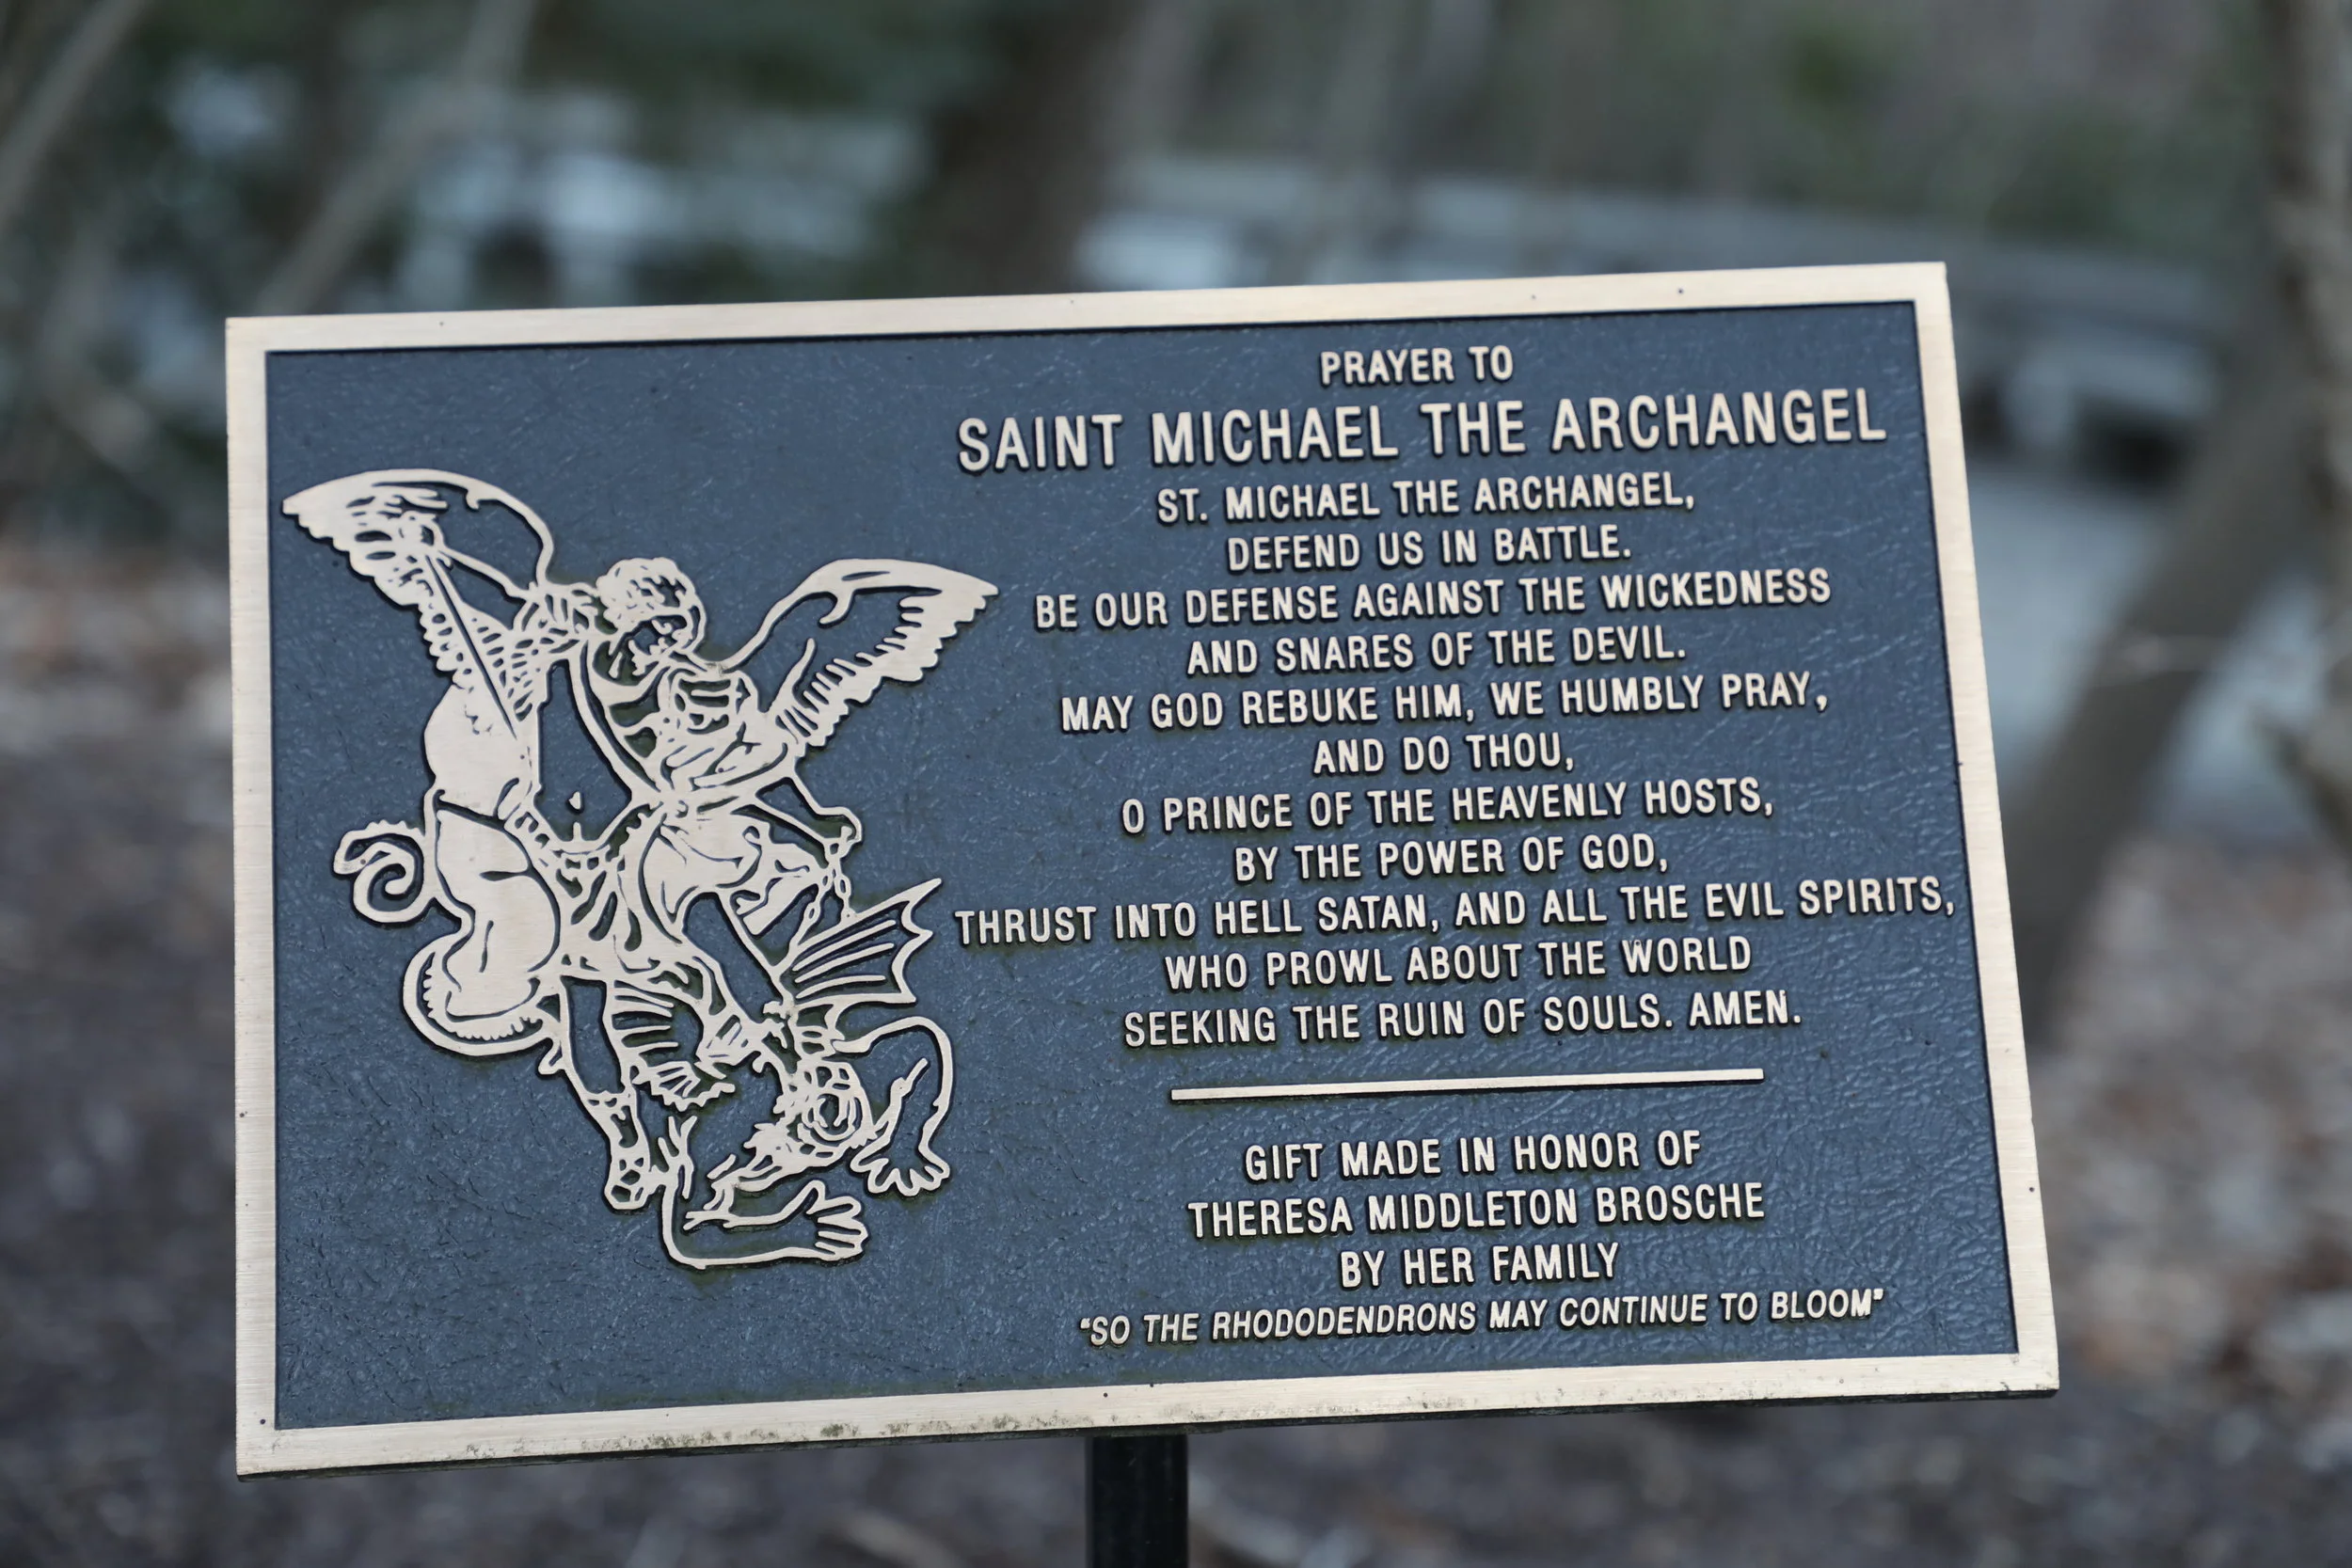 PRAYER TO
SAINT MICHAEL THE ARCHANGEL
ST. MICHAEL THE ARCHANGEL,
DEFEND US IN BATTLE.
BE OUR DEFENSE AGAINST THE WICKEDNESS
AND SNARES OF THE DEVIL.
MAY GOD REBUKE HIM, WE HUMBLY PRAY,
AND DO THOU,
O PRINCE OF THE HEAVENLY HOSTS,
BY THE POWER OF GOD,
THRUST INTO HELL SATAN, AND ALL THE EVIL SPIRITS,
WHO PROWL ABOUT THE WORLD
SEEKING THE RUIN OF SOULS. AMEN.
GIFT MADE IN HONOR OF
THERESA MIDDLETON BROSCHE
BY HER FAMILY
"SO THE RHODODENDRONS MAY CONTINUE TO BLOOM"